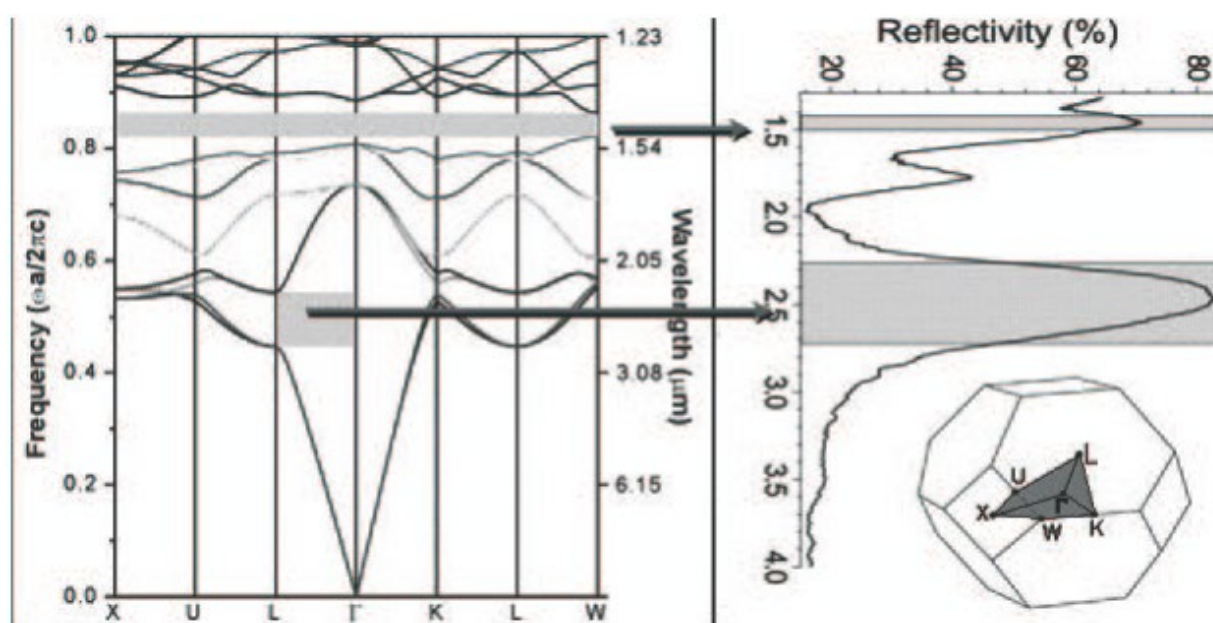 Frequency (ωa/2πc)
1.0
0.8
0.6
0.4
0.2
0.0
X U L Γ K L W
1.23
1.54
2.05
3.08
6.15
Wavelength (μm)
Reflectivity (%)
20 40 60 80
1.5
2.0
2.5
3.0
3.5
4.0
L
U
Γ
X
W
K